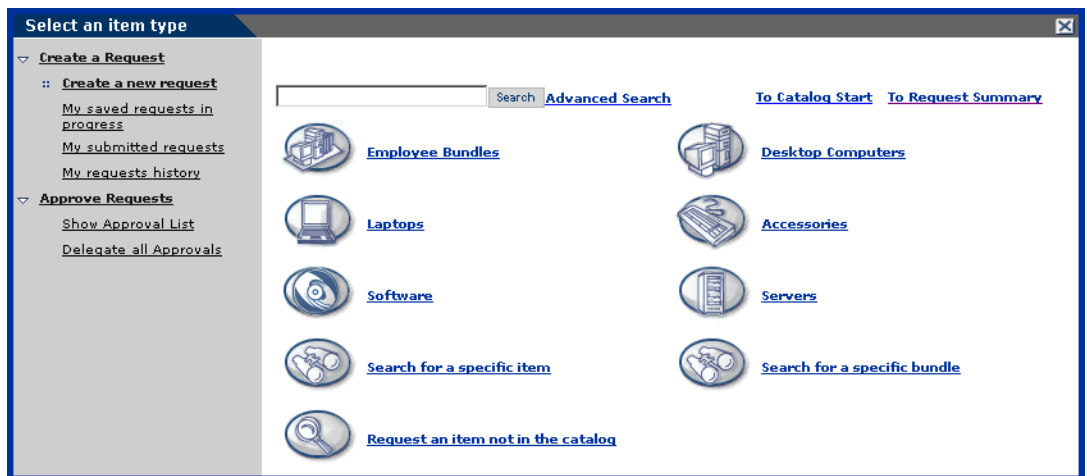 Select an item type
Create a Request
Create a new request
My saved requests in
progress
My submitted requests
My requests history
Approve Requests
Show Approval List
Delegate all Approvals
Search Advanced Search To Catalog Start To Request Summary
Employee Bundles Desktop Computers
Laptops Accessories
Software Servers
Search for a specific item Search for a specific bundle
Request an item not in the catalog